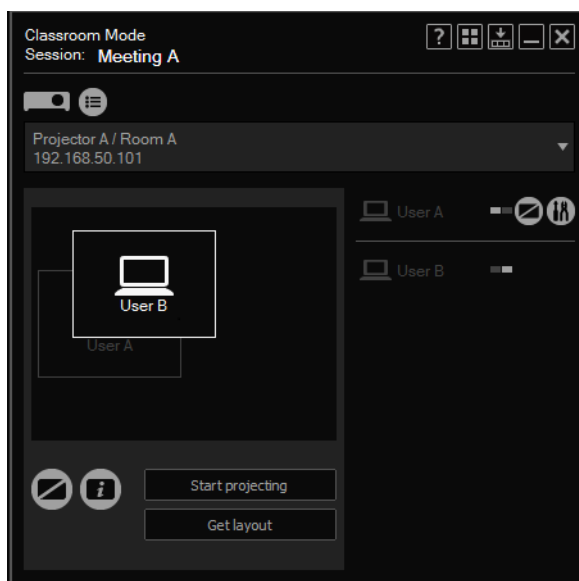 Classroom Mode
Session: Meeting A
?
Projector A / Room A
192.168.50.101
User A
User B
User B
User A
i
Start projecting
Get layout